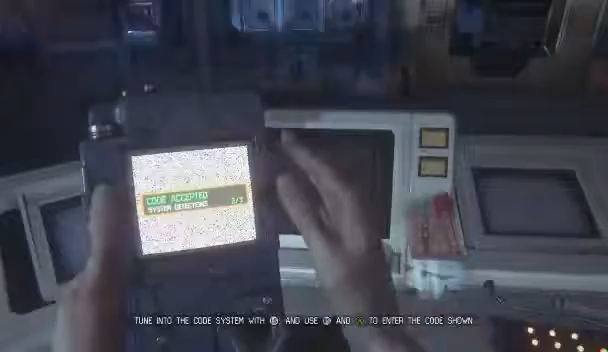 CODE ACCEPTED
SYSTEM DETECTIONS
TUNE INTO THE CODE SYSTEM WITH AND USE AND TO ENTER THE CODE SHOWN